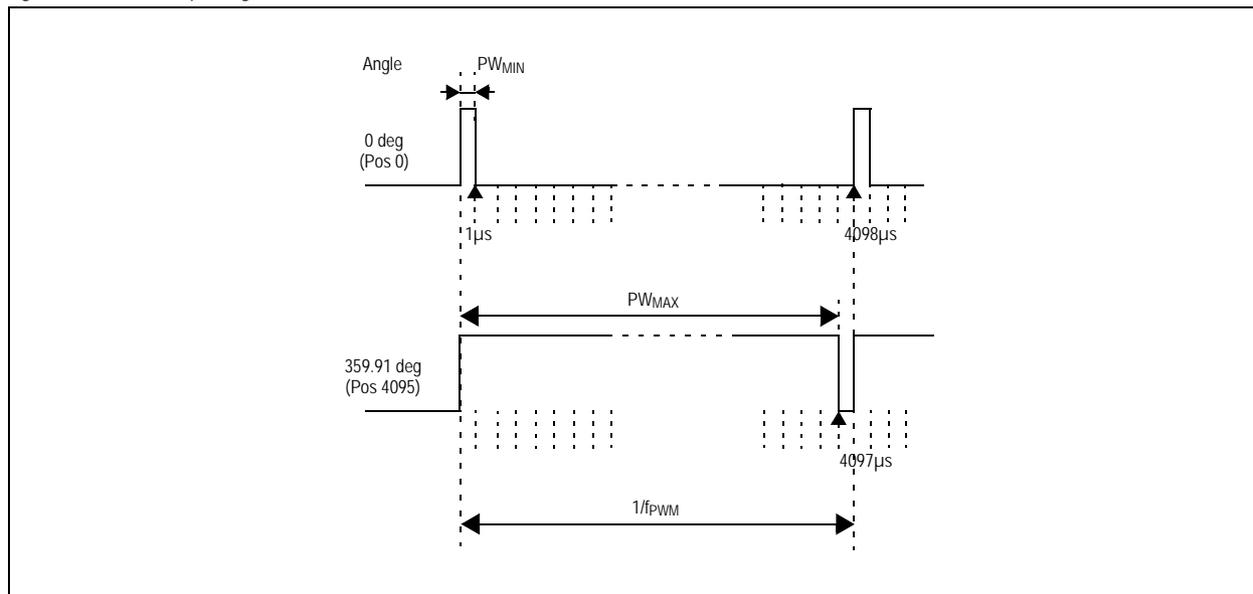 Angle
PWMIN
0 deg
(Pos 0)
1µs
4098µs
PWMAX
359.91 deg
(Pos 4095)
4097µs
1/fPWM